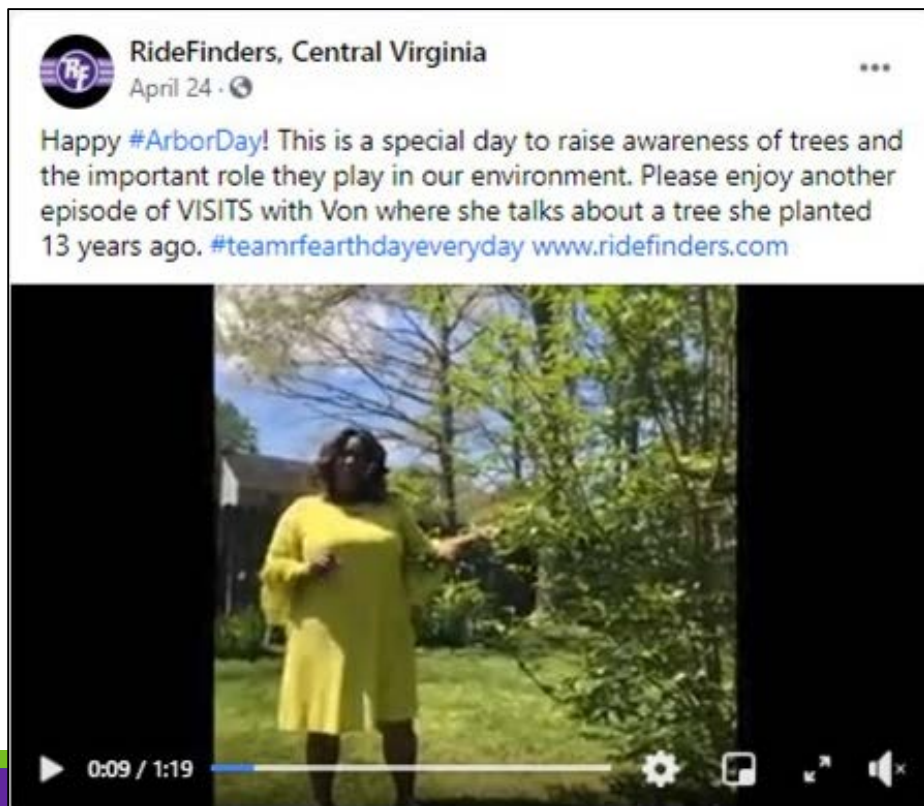 RideFinders, Central Virginia
April 24 ·
RF
Happy #ArborDay! This is a special day to raise awareness of trees and
the important role they play in our environment. Please enjoy another
episode of VISITS with Von where she talks about a tree she planted
13 years ago. #teamrfearthdayeveryday www.ridefinders.com
0:09 / 1:19